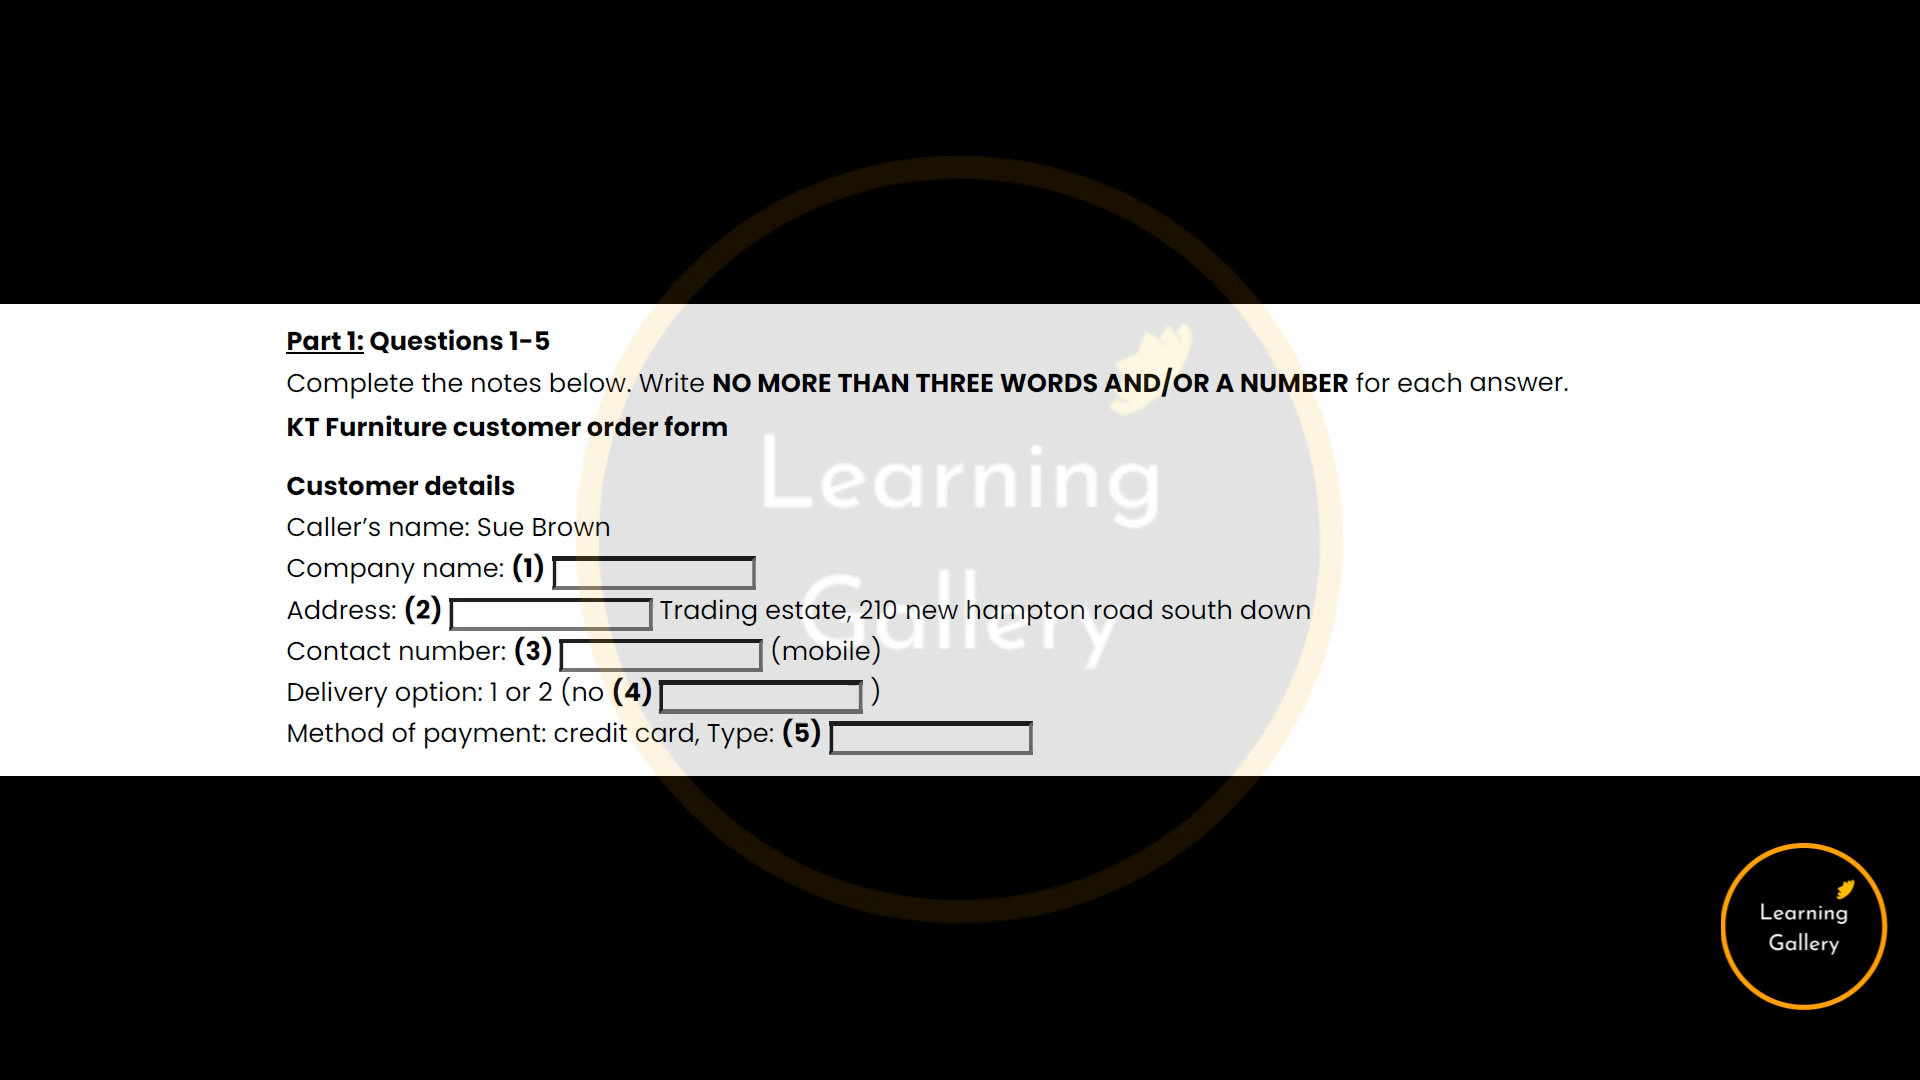 Part 1: Questions 1-5
Complete the notes below. Write NO MORE THAN THREE WORDS AND/OR A NUMBER for each answer.
KT Furniture customer order form
Customer details
Caller's name: Sue Brown
Company name: (1)
Address: (2) Trading estate, 210 new hampton road south down
Contact number: (3) (mobile)
Delivery option: 1 or 2 (no (4) )
Method of payment: credit card, Type: (5)
Learning
Gallery
Learning
Gallery